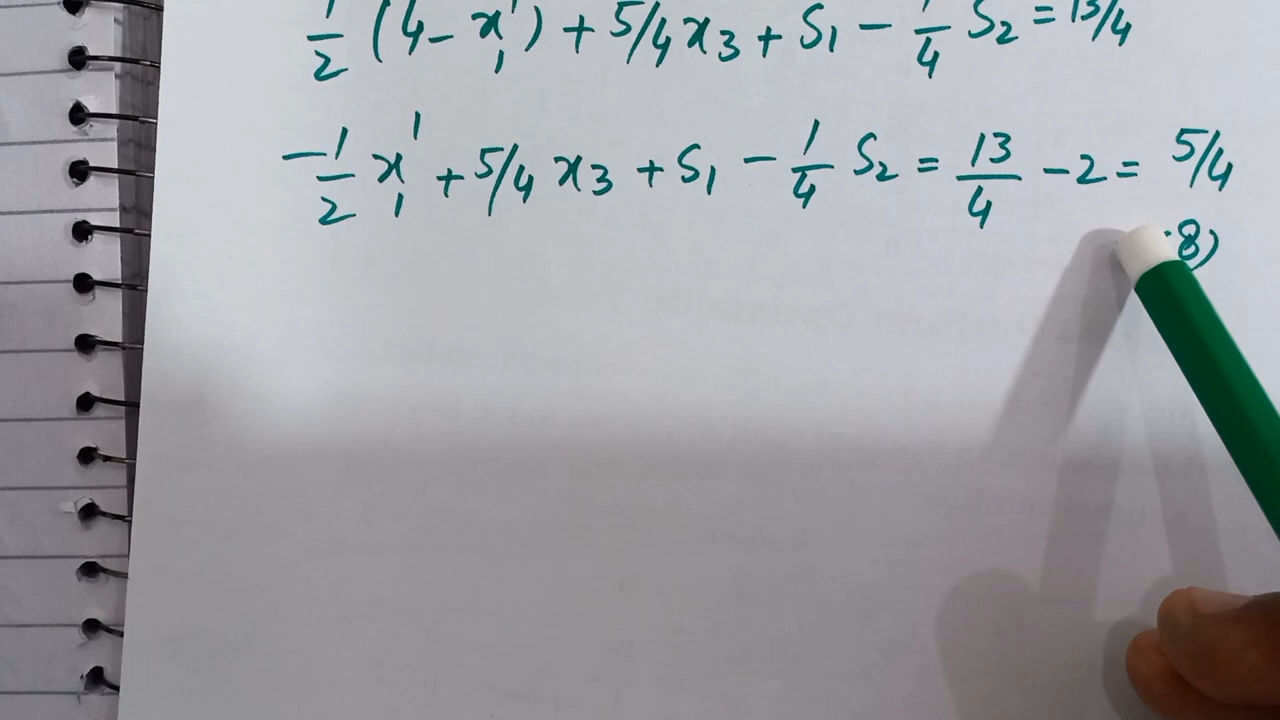 1/2 (4 - x₁') + 5/4 x3 + S1 - 1/4 S2 = 13/4
-1/2 x₁' + 5/4 x3 + S1 - 1/4 S2 = 13/4 - 2 = 5/4
8)